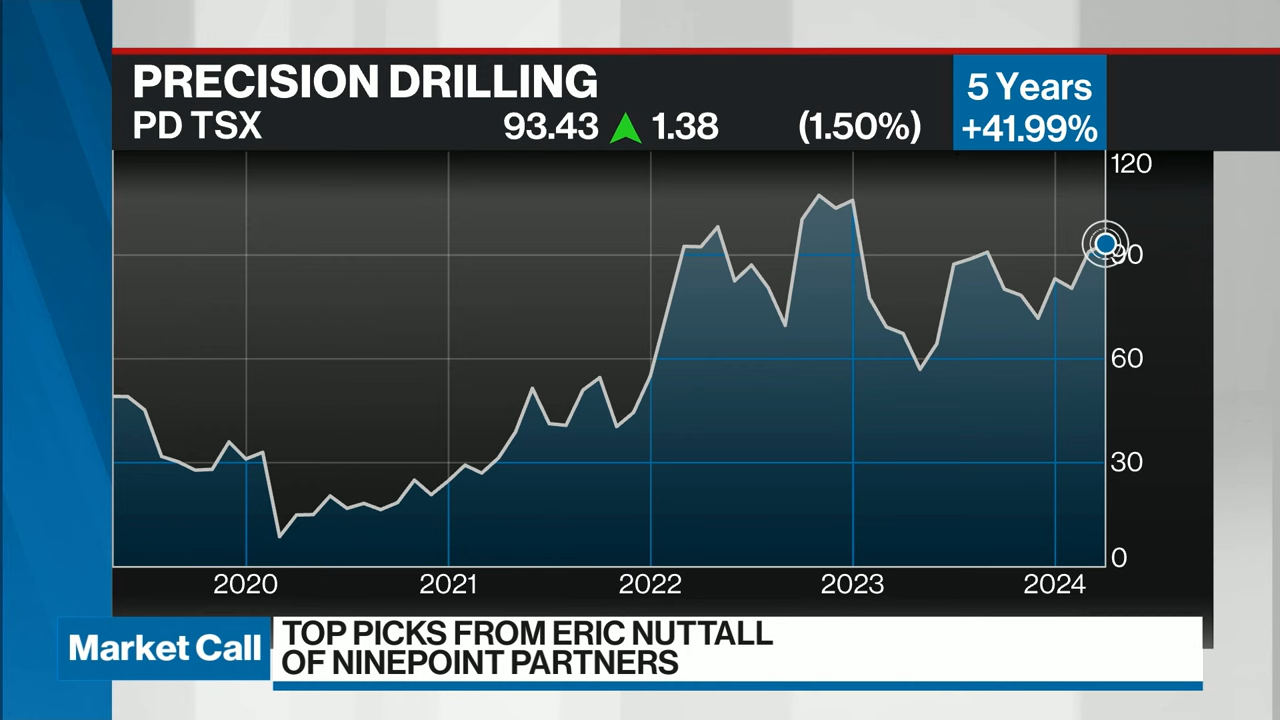 PRECISION DRILLING
PD TSX 93.43 1.38 (1.50%)
5 Years
+41.99%
120
90
60
30
0
2020 2021 2022 2023 2024
Market Call
TOP PICKS FROM ERIC NUTTALL
OF NINEPOINT PARTNERS